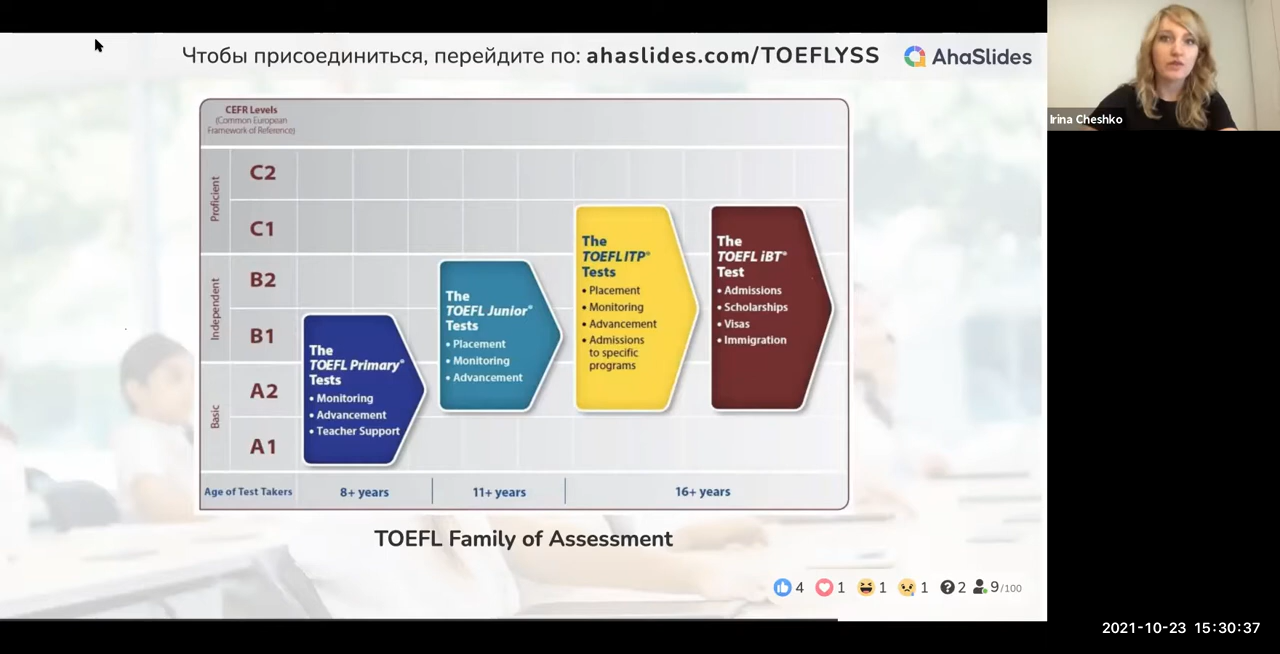 Чтобы присоединиться, перейдите по: ahaslides.com/TOEFLYSS
AhaSlides
Irina Cheshko
CEFR Levels
(Common European
Framework of Reference)
Proficient
C2
C1
Independent
B2
B1
Basic
A2
A1
The
TOEFL Primary®
Tests
• Monitoring
• Advancement
• Teacher Support
The
TOEFL Junior®
Tests
• Placement
• Monitoring
• Advancement
The
TOEFL ITP®
Tests
• Placement
• Monitoring
• Advancement
• Admissions
to specific
programs
The
TOEFL iBT®
Test
• Admissions
• Scholarships
• Visas
• Immigration
Age of Test Takers 8+ years 11+ years 16+ years
TOEFL Family of Assessment
4 1 1 1 2 9/100
2021-10-23 15:30:37